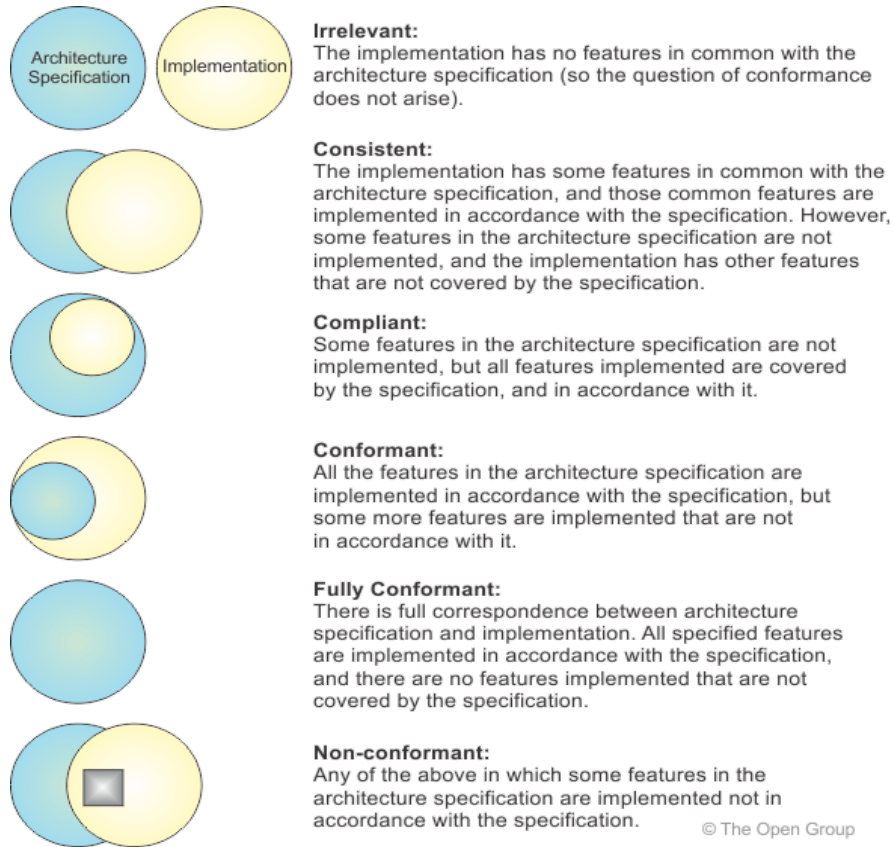 Architecture
Specification
Implementation
Irrelevant:
The implementation has no features in common with the
architecture specification (so the question of conformance
does not arise).
Consistent:
The implementation has some features in common with the
architecture specification, and those common features are
implemented in accordance with the specification. However,
some features in the architecture specification are not
implemented, and the implementation has other features
that are not covered by the specification.
Compliant:
Some features in the architecture specification are not
implemented, but all features implemented are covered
by the specification, and in accordance with it.
Conformant:
All the features in the architecture specification are
implemented in accordance with the specification, but
some more features are implemented that are not
in accordance with it.
Fully Conformant:
There is full correspondence between architecture
specification and implementation. All specified features
are implemented in accordance with the specification,
and there are no features implemented that are not
covered by the specification.
Non-conformant:
Any of the above in which some features in the
architecture specification are implemented not in
accordance with the specification.
© The Open Group